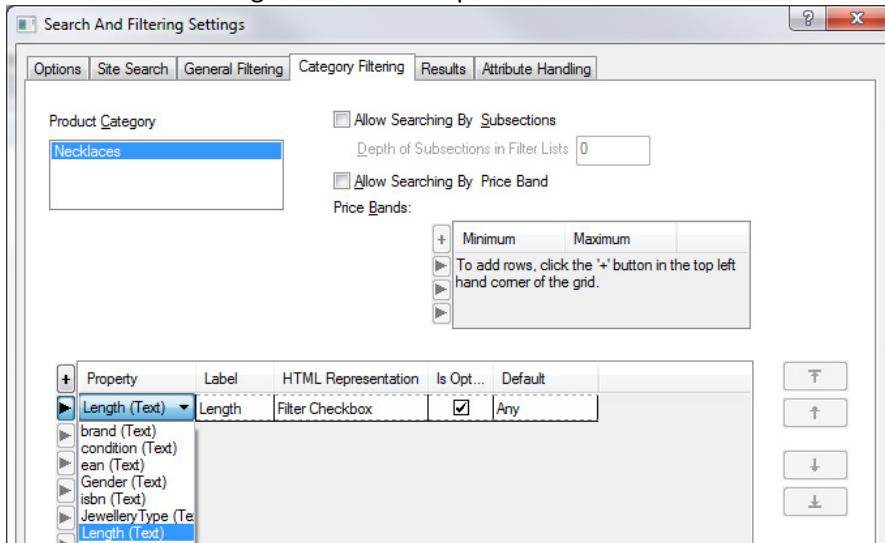 Search And Filtering Settings
Options Site Search General Filtering Category Filtering Results Attribute Handling
Product Category
Necklaces
Allow Searching By Subsections
Depth of Subsections in Filter Lists 0
Allow Searching By Price Band
Price Bands:
+ Minimum Maximum
To add rows, click the '+' button in the top left
hand corner of the grid.
+ Property Label HTML Representation Is Opt... Default
Length (Text) Length Filter Checkbox Any
brand (Text)
condition (Text)
ean (Text)
Gender (Text)
isbn (Text)
JewelleryType (Te
Length (Text)